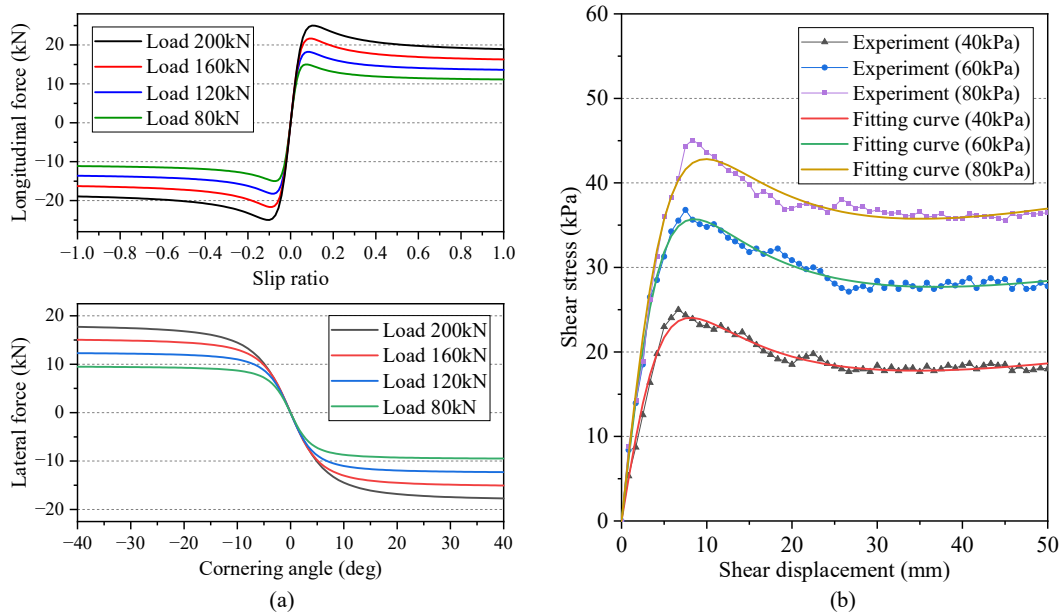 20
10
0
−10
−20
Longitudinal force (kN)
Load 200kN
Load 160kN
Load 120kN
Load 80kN
−1.0 −0.8 −0.6 −0.4 −0.2 0.0 0.2 0.4 0.6 0.8 1.0
Slip ratio
20
10
0
−10
−20
Lateral force (kN)
Load 200kN
Load 160kN
Load 120kN
Load 80kN
−40 −30 −20 −10 0 10 20 30 40
Cornering angle (deg)
(a)
60
50
40
30
20
10
0
Shear stress (kPa)
Experiment (40kPa)
Experiment (60kPa)
Experiment (80kPa)
Fitting curve (40kPa)
Fitting curve (60kPa)
Fitting curve (80kPa)
0 10 20 30 40 50
Shear displacement (mm)
(b)